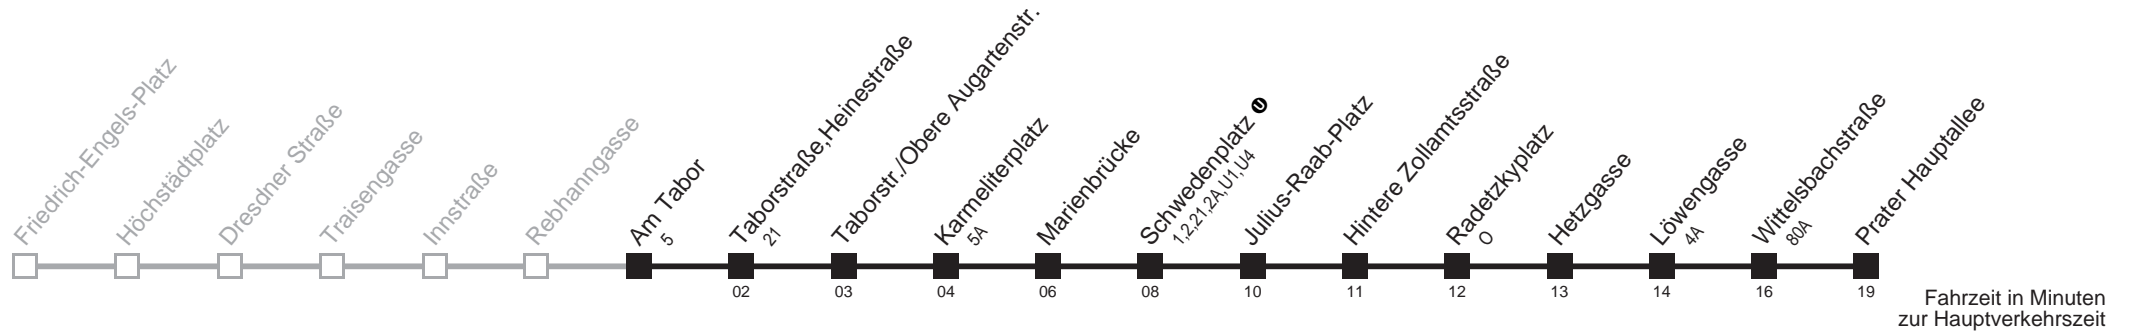 Friedrich-Engels-Platz
Höchstädtplatz
Dresdner Straße
Traisengasse
Innstraße
Rebhanngasse
Am Tabor
5
Taborstraße,Heinestraße
21
Taborstr./Obere Augartenstr.
Karmeliterplatz
5A
Marienbrücke
Schwedenplatz U
1,2,21,2A,U1,U4
Julius-Raab-Platz
Hintere Zollamtsstraße
Radetzkyplatz
O
Hetzgasse
Löwengasse
4A
Wittelsbachstraße
80A
Prater Hauptallee
02 03 04 06 08 10 11 12 13 14 16 19
Fahrzeit in Minuten
zur Hauptverkehrszeit